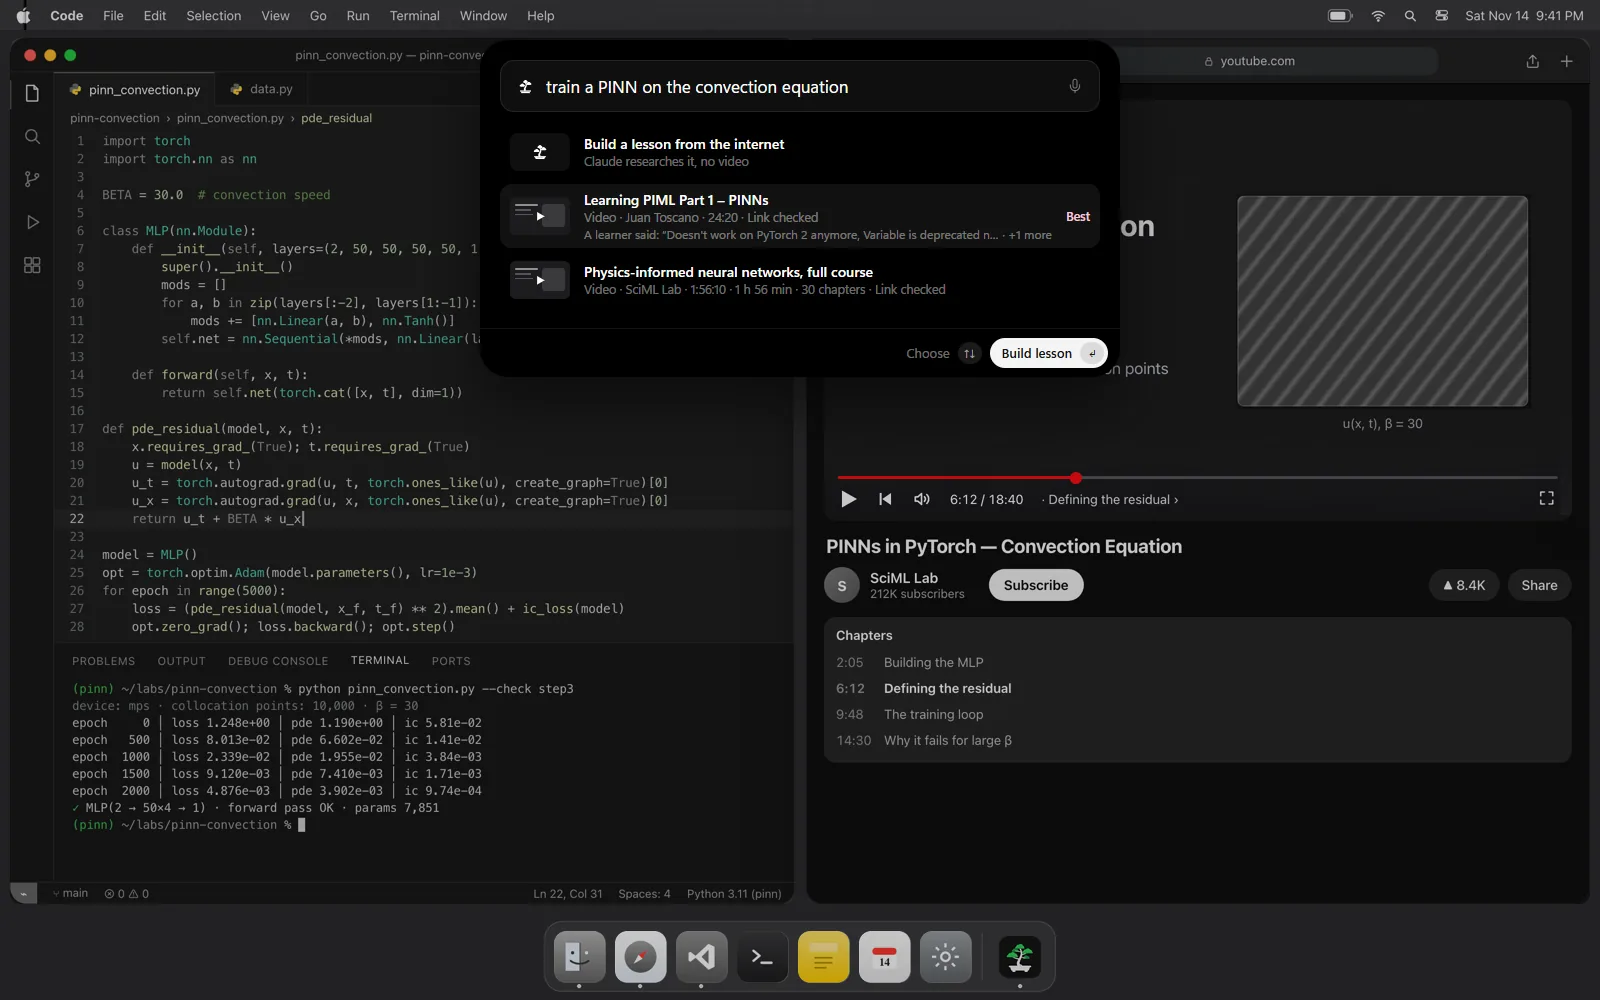 Code File Edit Selection View Go Run Terminal Window Help
Sat Nov 14 9:41 PM
pinn_convection.py — pinn-conve
youtube.com
train a PINN on the convection equation
Build a lesson from the internet
Claude researches it, no video
Learning PIML Part 1 – PINNs
Video · Juan Toscano · 24:20 · Link checked
A learner said: “Doesn't work on PyTorch 2 anymore, Variable is deprecated n... · +1 more
Best
Physics-informed neural networks, full course
Video · SciML Lab · 1:56:10 · 1 h 56 min · 30 chapters · Link checked
Choose
Build lesson
pinn_convection.py
data.py
pinn-convection › pinn_convection.py › pde_residual
1 import torch
2 import torch.nn as nn
3
4 BETA = 30.0 # convection speed
5
6 class MLP(nn.Module):
7 def __init__(self, layers=(2, 50, 50, 50, 50, 1
8 super().__init__()
9 mods = []
10 for a, b in zip(layers[:-2], layers[1:-1]):
11 mods += [nn.Linear(a, b), nn.Tanh()]
12 self.net = nn.Sequential(*mods, nn.Linear(la
13
14 def forward(self, x, t):
15 return self.net(torch.cat([x, t], dim=1))
16
17 def pde_residual(model, x, t):
18 x.requires_grad_(True); t.requires_grad_(True)
19 u = model(x, t)
20 u_t = torch.autograd.grad(u, t, torch.ones_like(u), create_graph=True)[0]
21 u_x = torch.autograd.grad(u, x, torch.ones_like(u), create_graph=True)[0]
22 return u_t + BETA * u_x
23
24 model = MLP()
25 opt = torch.optim.Adam(model.parameters(), lr=1e-3)
26 for epoch in range(5000):
27 loss = (pde_residual(model, x_f, t_f) ** 2).mean() + ic_loss(model)
28 opt.zero_grad(); loss.backward(); opt.step()
PROBLEMS OUTPUT DEBUG CONSOLE TERMINAL PORTS
(pinn) ~/labs/pinn-convection % python pinn_convection.py --check step3
device: mps · collocation points: 10,000 · β = 30
epoch 0 | loss 1.248e+00 | pde 1.190e+00 | ic 5.81e-02
epoch 500 | loss 8.013e-02 | pde 6.602e-02 | ic 1.41e-02
epoch 1000 | loss 2.339e-02 | pde 1.955e-02 | ic 3.84e-03
epoch 1500 | loss 9.120e-03 | pde 7.410e-03 | ic 1.71e-03
epoch 2000 | loss 4.876e-03 | pde 3.902e-03 | ic 9.74e-04
✓ MLP(2 → 50×4 → 1) · forward pass OK · params 7,851
(pinn) ~/labs/pinn-convection %
main 0 0
Ln 22, Col 31 Spaces: 4 Python 3.11 (pinn)
on
on points
u(x, t), β = 30
6:12 / 18:40 · Defining the residual ›
PINNs in PyTorch — Convection Equation
S
SciML Lab
212K subscribers
Subscribe
8.4K
Share
Chapters
2:05 Building the MLP
6:12 Defining the residual
9:48 The training loop
14:30 Why it fails for large β
14